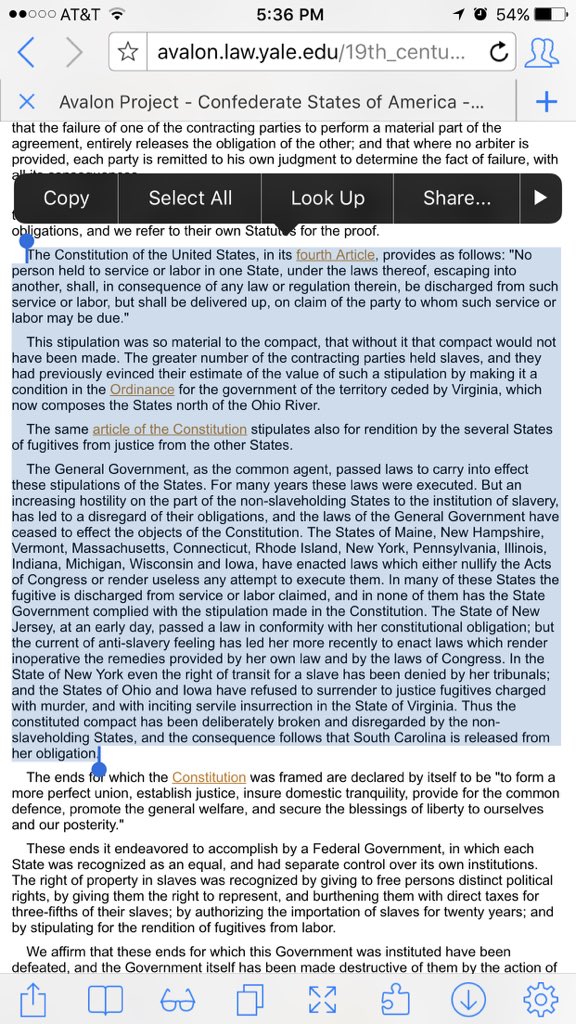 AT&T 5:36 PM 54%
avalon.law.yale.edu/19th_centu...
Avalon Project - Confederate States of America -...
that the failure of one of the contracting parties to perform a material part of the
agreement, entirely releases the obligation of the other; and that where no arbiter is
provided, each party is remitted to his own judgment to determine the fact of failure, with
Copy Select All Look Up Share...
obligations, and we refer to their own Statutes for the proof.
The Constitution of the United States, in its fourth Article, provides as follows: "No
person held to service or labor in one State, under the laws thereof, escaping into
another, shall, in consequence of any law or regulation therein, be discharged from such
service or labor, but shall be delivered up, on claim of the party to whom such service or
labor may be due."
This stipulation was so material to the compact, that without it that compact would not
have been made. The greater number of the contracting parties held slaves, and they
had previously evinced their estimate of the value of such a stipulation by making it a
condition in the Ordinance for the government of the territory ceded by Virginia, which
now composes the States north of the Ohio River.
The same article of the Constitution stipulates also for rendition by the several States
of fugitives from justice from the other States.
The General Government, as the common agent, passed laws to carry into effect
these stipulations of the States. For many years these laws were executed. But an
increasing hostility on the part of the non-slaveholding States to the institution of slavery,
has led to a disregard of their obligations, and the laws of the General Government have
ceased to effect the objects of the Constitution. The States of Maine, New Hampshire,
Vermont, Massachusetts, Connecticut, Rhode Island, New York, Pennsylvania, Illinois,
Indiana, Michigan, Wisconsin and Iowa, have enacted laws which either nullify the Acts
of Congress or render useless any attempt to execute them. In many of these States the
fugitive is discharged from service or labor claimed, and in none of them has the State
Government complied with the stipulation made in the Constitution. The State of New
Jersey, at an early day, passed a law in conformity with her constitutional obligation; but
the current of anti-slavery feeling has led her more recently to enact laws which render
inoperative the remedies provided by her own law and by the laws of Congress. In the
State of New York even the right of transit for a slave has been denied by her tribunals;
and the States of Ohio and Iowa have refused to surrender to justice fugitives charged
with murder, and with inciting servile insurrection in the State of Virginia. Thus the
constituted compact has been deliberately broken and disregarded by the non-
slaveholding States, and the consequence follows that South Carolina is released from
her obligation.
The ends for which the Constitution was framed are declared by itself to be "to form a
more perfect union, establish justice, insure domestic tranquility, provide for the common
defence, promote the general welfare, and secure the blessings of liberty to ourselves
and our posterity."
These ends it endeavored to accomplish by a Federal Government, in which each
State was recognized as an equal, and had separate control over its own institutions.
The right of property in slaves was recognized by giving to free persons distinct political
rights, by giving them the right to represent, and burthening them with direct taxes for
three-fifths of their slaves; by authorizing the importation of slaves for twenty years; and
by stipulating for the rendition of fugitives from labor.
We affirm that these ends for which this Government was instituted have been
defeated, and the Government itself has been made destructive of them by the action of